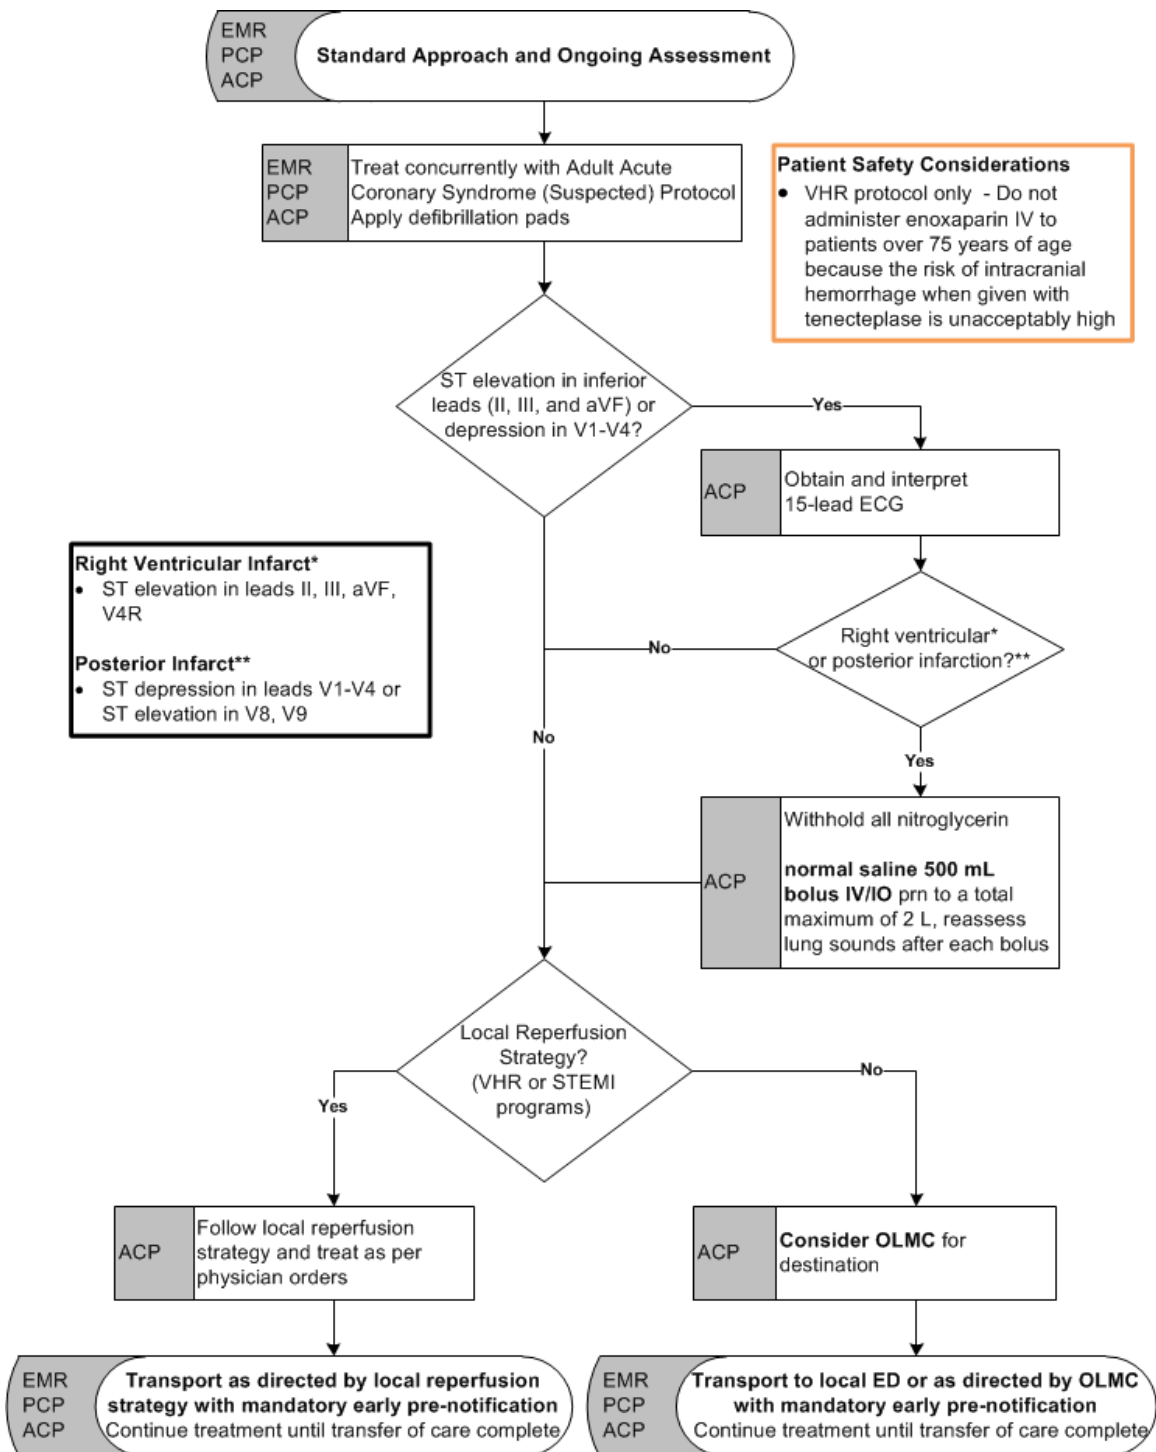 EMR
PCP
ACP
Standard Approach and Ongoing Assessment
EMR
PCP
ACP
Treat concurrently with Adult Acute
Coronary Syndrome (Suspected) Protocol
Apply defibrillation pads
Patient Safety Considerations
• VHR protocol only - Do not
administer enoxaparin IV to
patients over 75 years of age
because the risk of intracranial
hemorrhage when given with
tenecteplase is unacceptably high
ST elevation in inferior
leads (II, III, and aVF) or
depression in V1-V4?
Yes
ACP
Obtain and interpret
15-lead ECG
Right Ventricular Infarct*
• ST elevation in leads II, III, aVF,
V4R
Posterior Infarct**
• ST depression in leads V1-V4 or
ST elevation in V8, V9
Right ventricular*
or posterior infarction?**
No
No
Yes
ACP
Withhold all nitroglycerin
normal saline 500 mL
bolus IV/IO prn to a total
maximum of 2 L, reassess
lung sounds after each bolus
Local Reperfusion
Strategy?
(VHR or STEMI
programs)
Yes
No
ACP
Follow local reperfusion
strategy and treat as per
physician orders
ACP
Consider OLMC for
destination
EMR
PCP
ACP
Transport as directed by local reperfusion
strategy with mandatory early pre-notification
Continue treatment until transfer of care complete
EMR
PCP
ACP
Transport to local ED or as directed by OLMC
with mandatory early pre-notification
Continue treatment until transfer of care complete